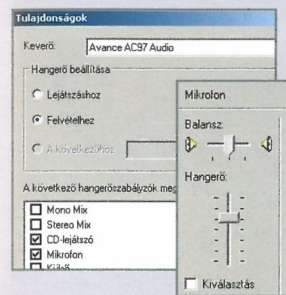 Tulajdonságok
Keverő: Avance AC97 Audio
Hangerő beállítása
Lejátszáshoz
Felvételhez
A következőhöz
A következő hangerőszabályzók meg
Mono Mix
Stereo Mix
CD-lejátszó
Mikrofon
Mikrofon
Balansz:
Hangerő:
Kiválasztás